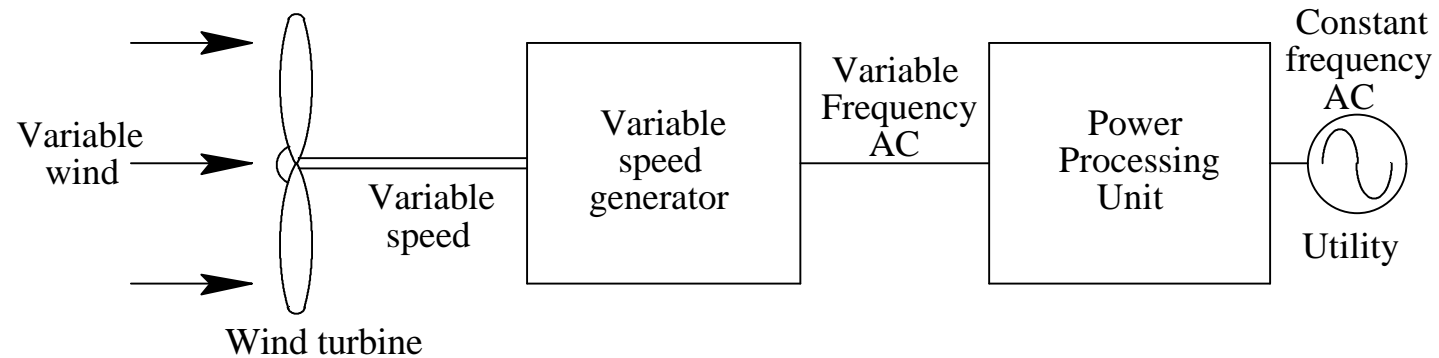 Variable
wind
Wind turbine
Variable
speed
Variable
speed
generator
Variable
Frequency
AC
Power
Processing
Unit
Constant
frequency
AC
Utility